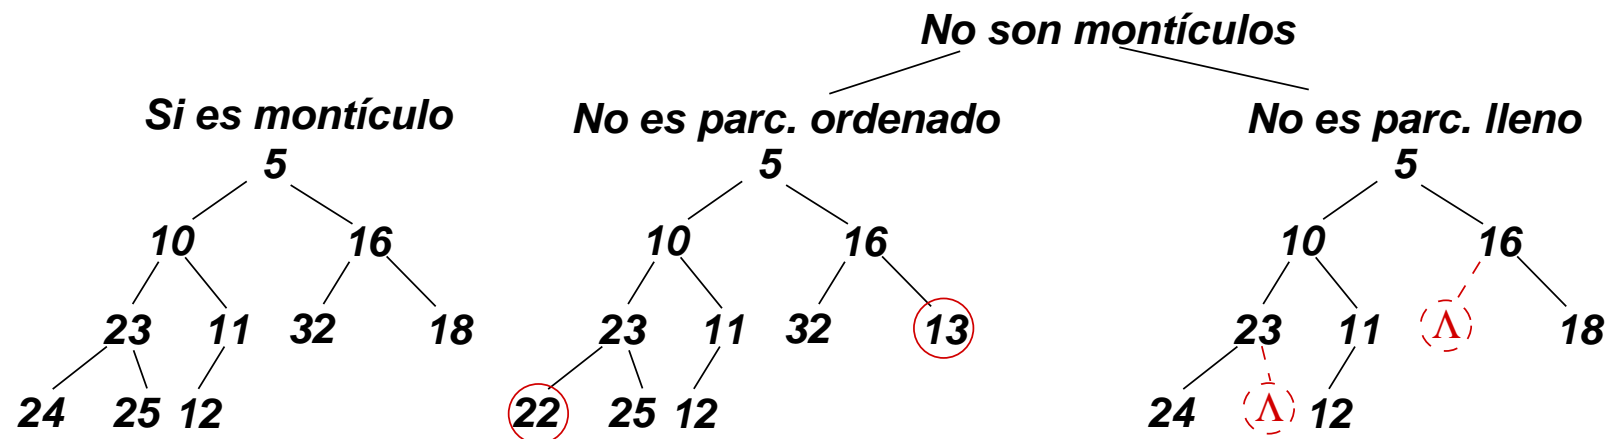 No son montículos
Si es montículo
No es parc. ordenado
No es parc. lleno
5
5
5
10 16
10 16
10 16
23 11 32 18
23 11 32 13
23 11 Λ 18
24 25 12
22 25 12
24 Λ 12